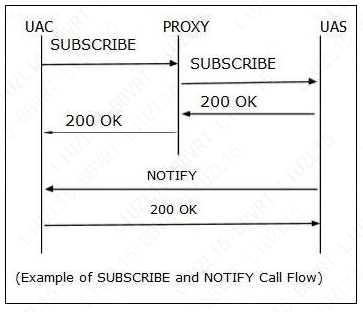 UAC PROXY UAS
SUBSCRIBE
SUBSCRIBE
200 OK
200 OK
NOTIFY
200 OK
(Example of SUBSCRIBE and NOTIFY Call Flow)